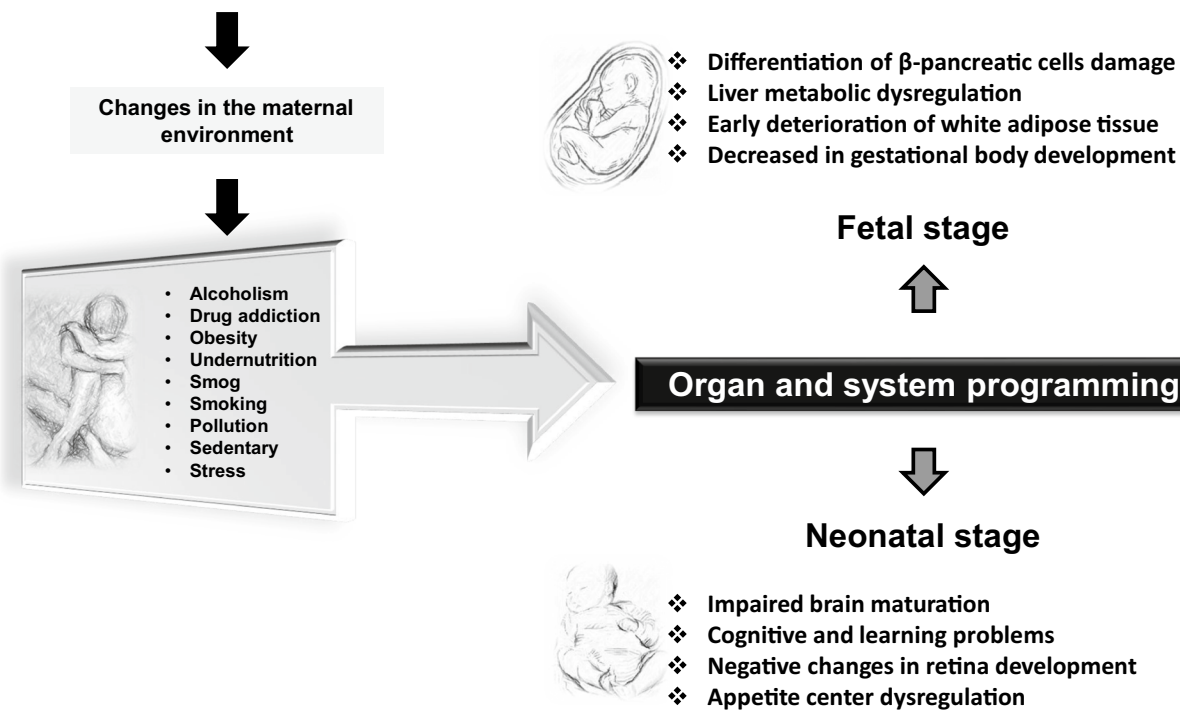 Changes in the maternal
environment
• Alcoholism
• Drug addiction
• Obesity
• Undernutrition
• Smog
• Smoking
• Pollution
• Sedentary
• Stress
❖ Differentiation of β-pancreatic cells damage
❖ Liver metabolic dysregulation
❖ Early deterioration of white adipose tissue
❖ Decreased in gestational body development
Fetal stage
Organ and system programming
Neonatal stage
❖ Impaired brain maturation
❖ Cognitive and learning problems
❖ Negative changes in retina development
❖ Appetite center dysregulation